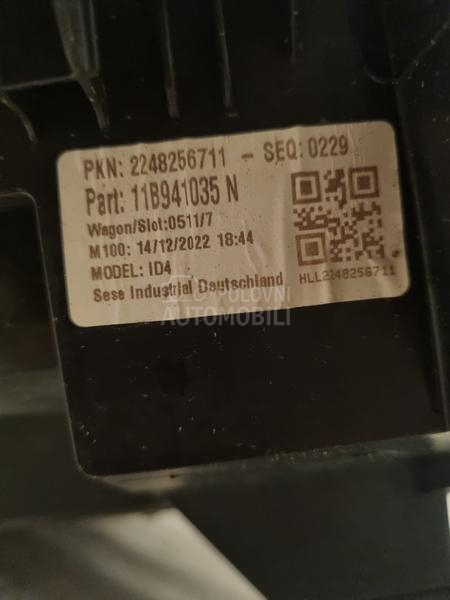 PKN: 2248256711 - SEQ: 0229
Part: 11B941035 N
Wagon/Slot:0511/7
M100: 14/12/2022 18:44
MODEL: ID4
Sese Industrial Deutschland
HLL2248256711
POLOVNI
AUTOMOBILI